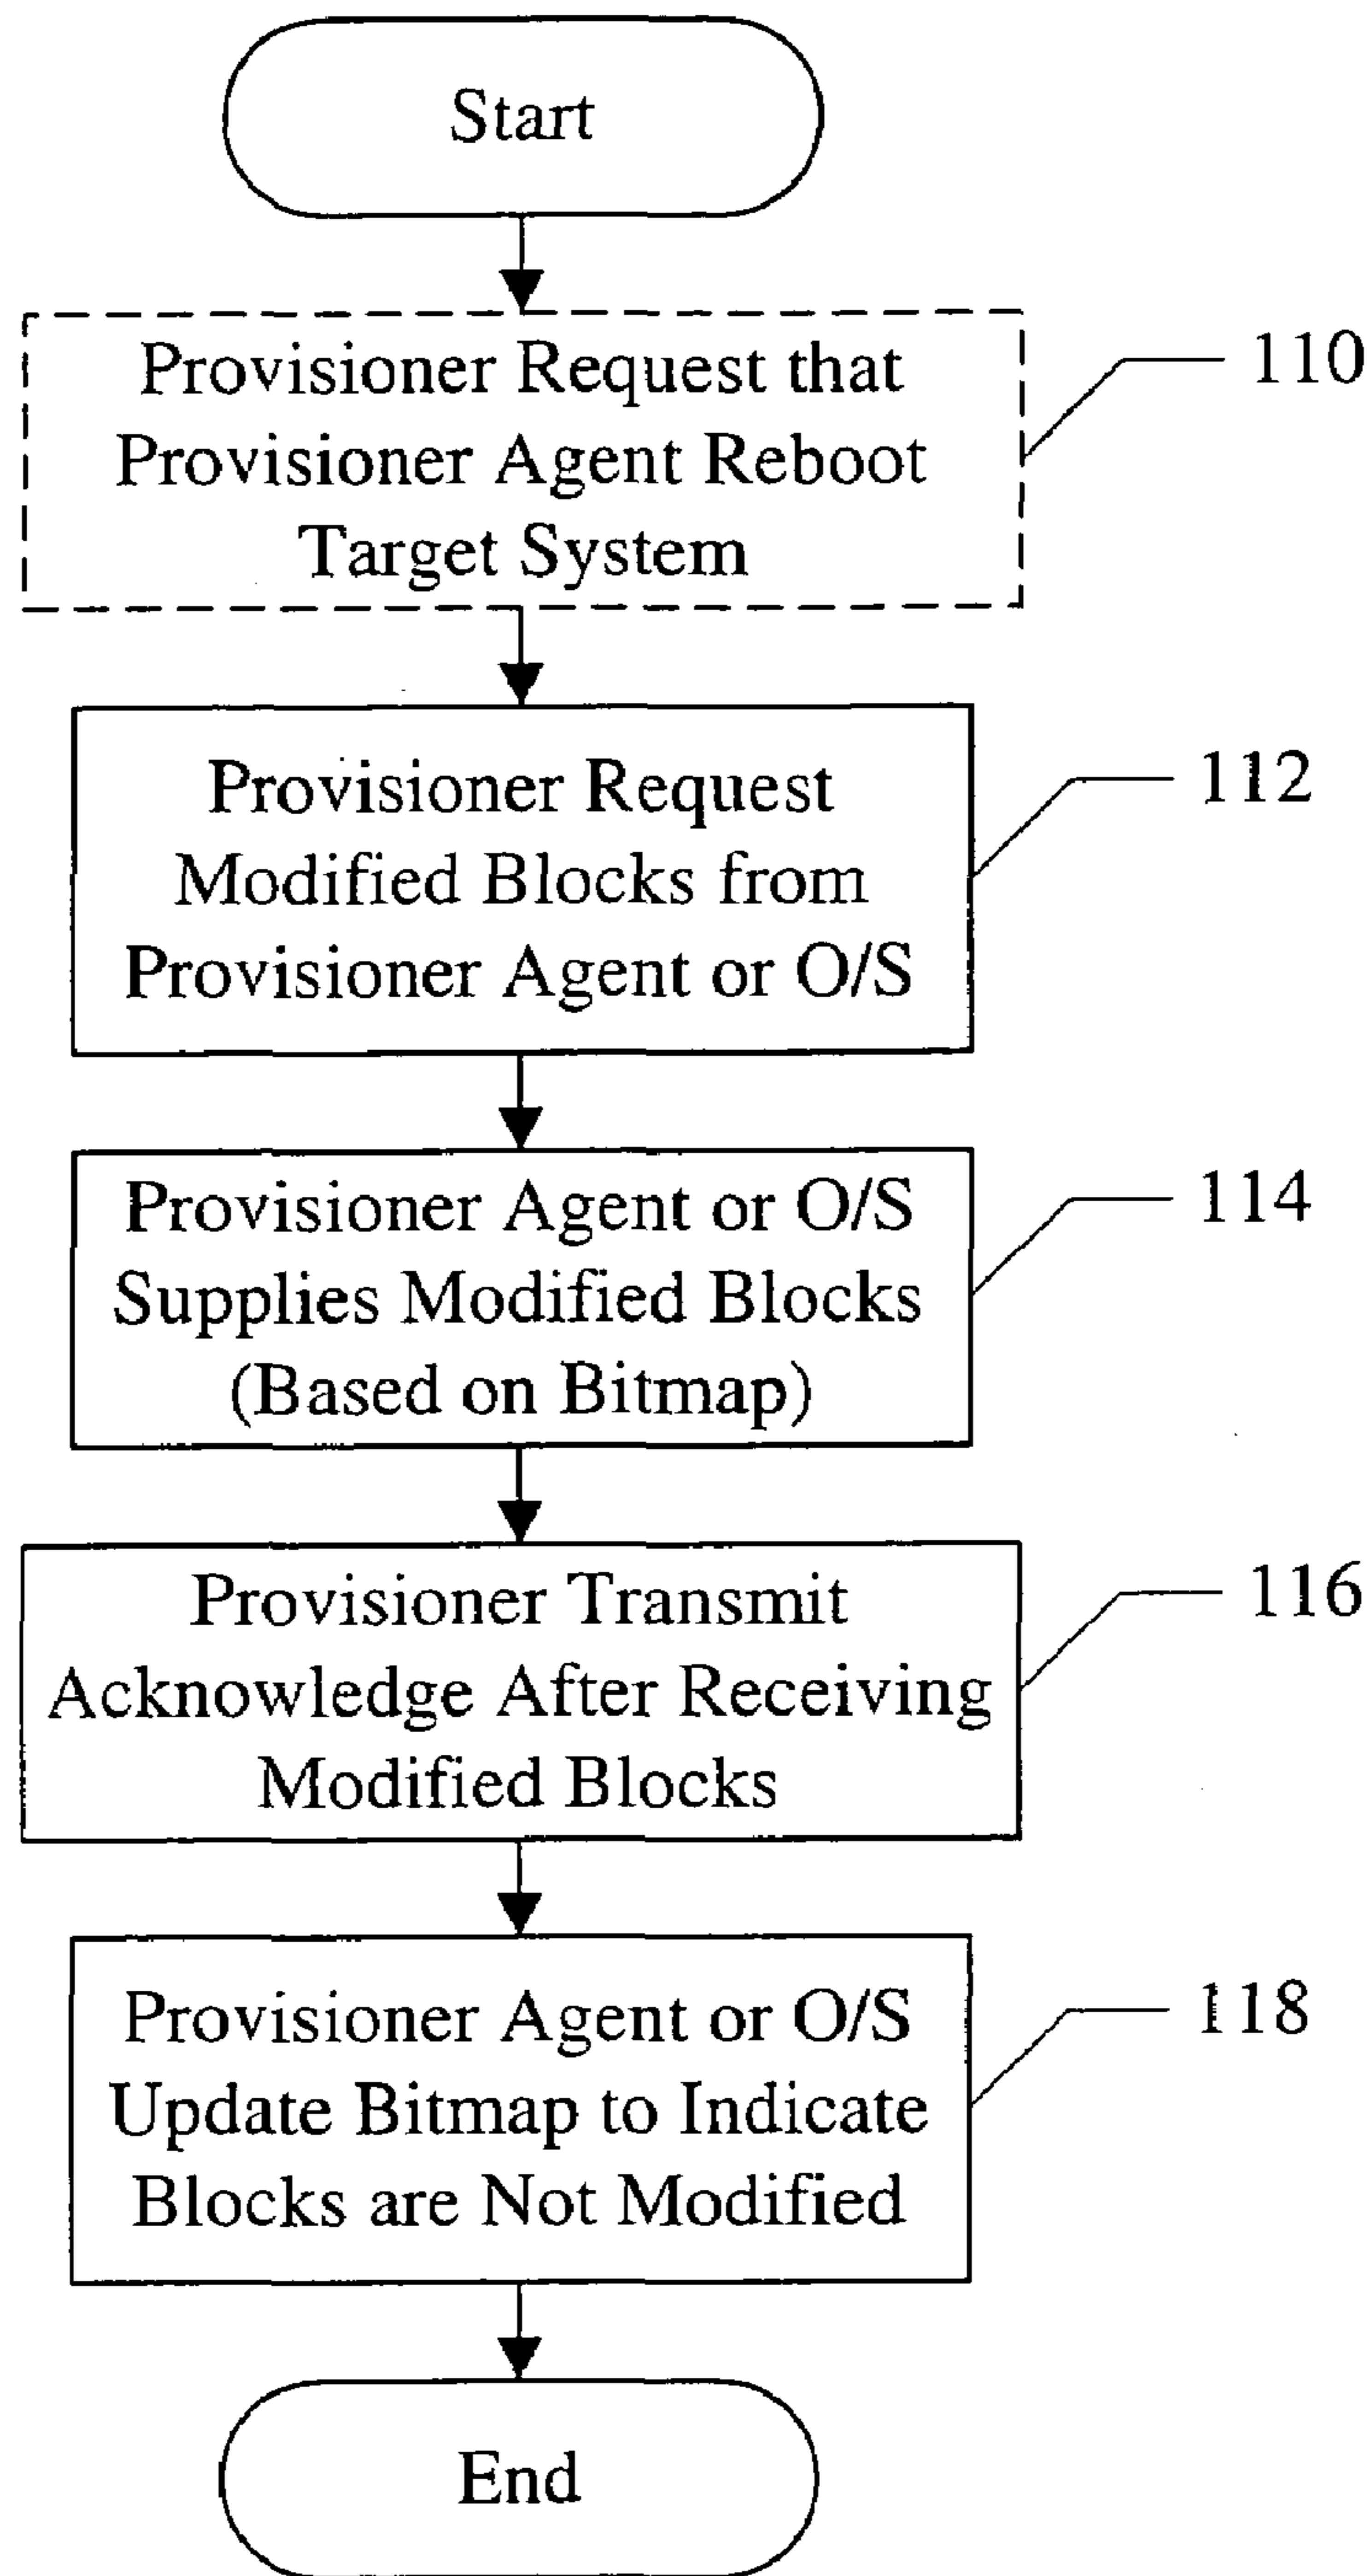 Start
Provisioner Request that
Provisioner Agent Reboot
Target System
110
Provisioner Request
Modified Blocks from
Provisioner Agent or O/S
112
Provisioner Agent or O/S
Supplies Modified Blocks
(Based on Bitmap)
114
Provisioner Transmit
Acknowledge After Receiving
Modified Blocks
116
Provisioner Agent or O/S
Update Bitmap to Indicate
Blocks are Not Modified
118
End